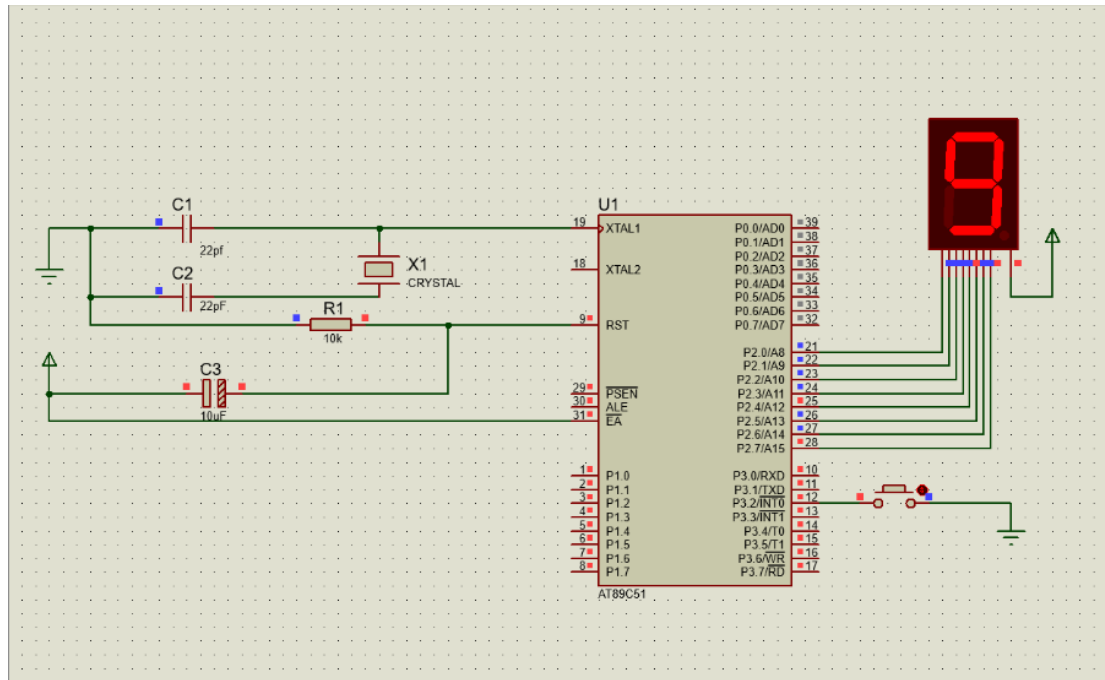 C1
22pf
C2
22pF
X1
CRYSTAL
R1
10k
C3
10uF
U1
19 XTAL1
18 XTAL2
9 RST
29 PSEN
30 ALE
31 EA
1 P1.0
2 P1.1
3 P1.2
4 P1.3
5 P1.4
6 P1.5
7 P1.6
8 P1.7
P0.0/AD0 39
P0.1/AD1 38
P0.2/AD2 37
P0.3/AD3 36
P0.4/AD4 35
P0.5/AD5 34
P0.6/AD6 33
P0.7/AD7 32
P2.0/A8 21
P2.1/A9 22
P2.2/A10 23
P2.3/A11 24
P2.4/A12 25
P2.5/A13 26
P2.6/A14 27
P2.7/A15 28
P3.0/RXD 10
P3.1/TXD 11
P3.2/INT0 12
P3.3/INT1 13
P3.4/T0 14
P3.5/T1 15
P3.6/WR 16
P3.7/RD 17
AT89C51
9